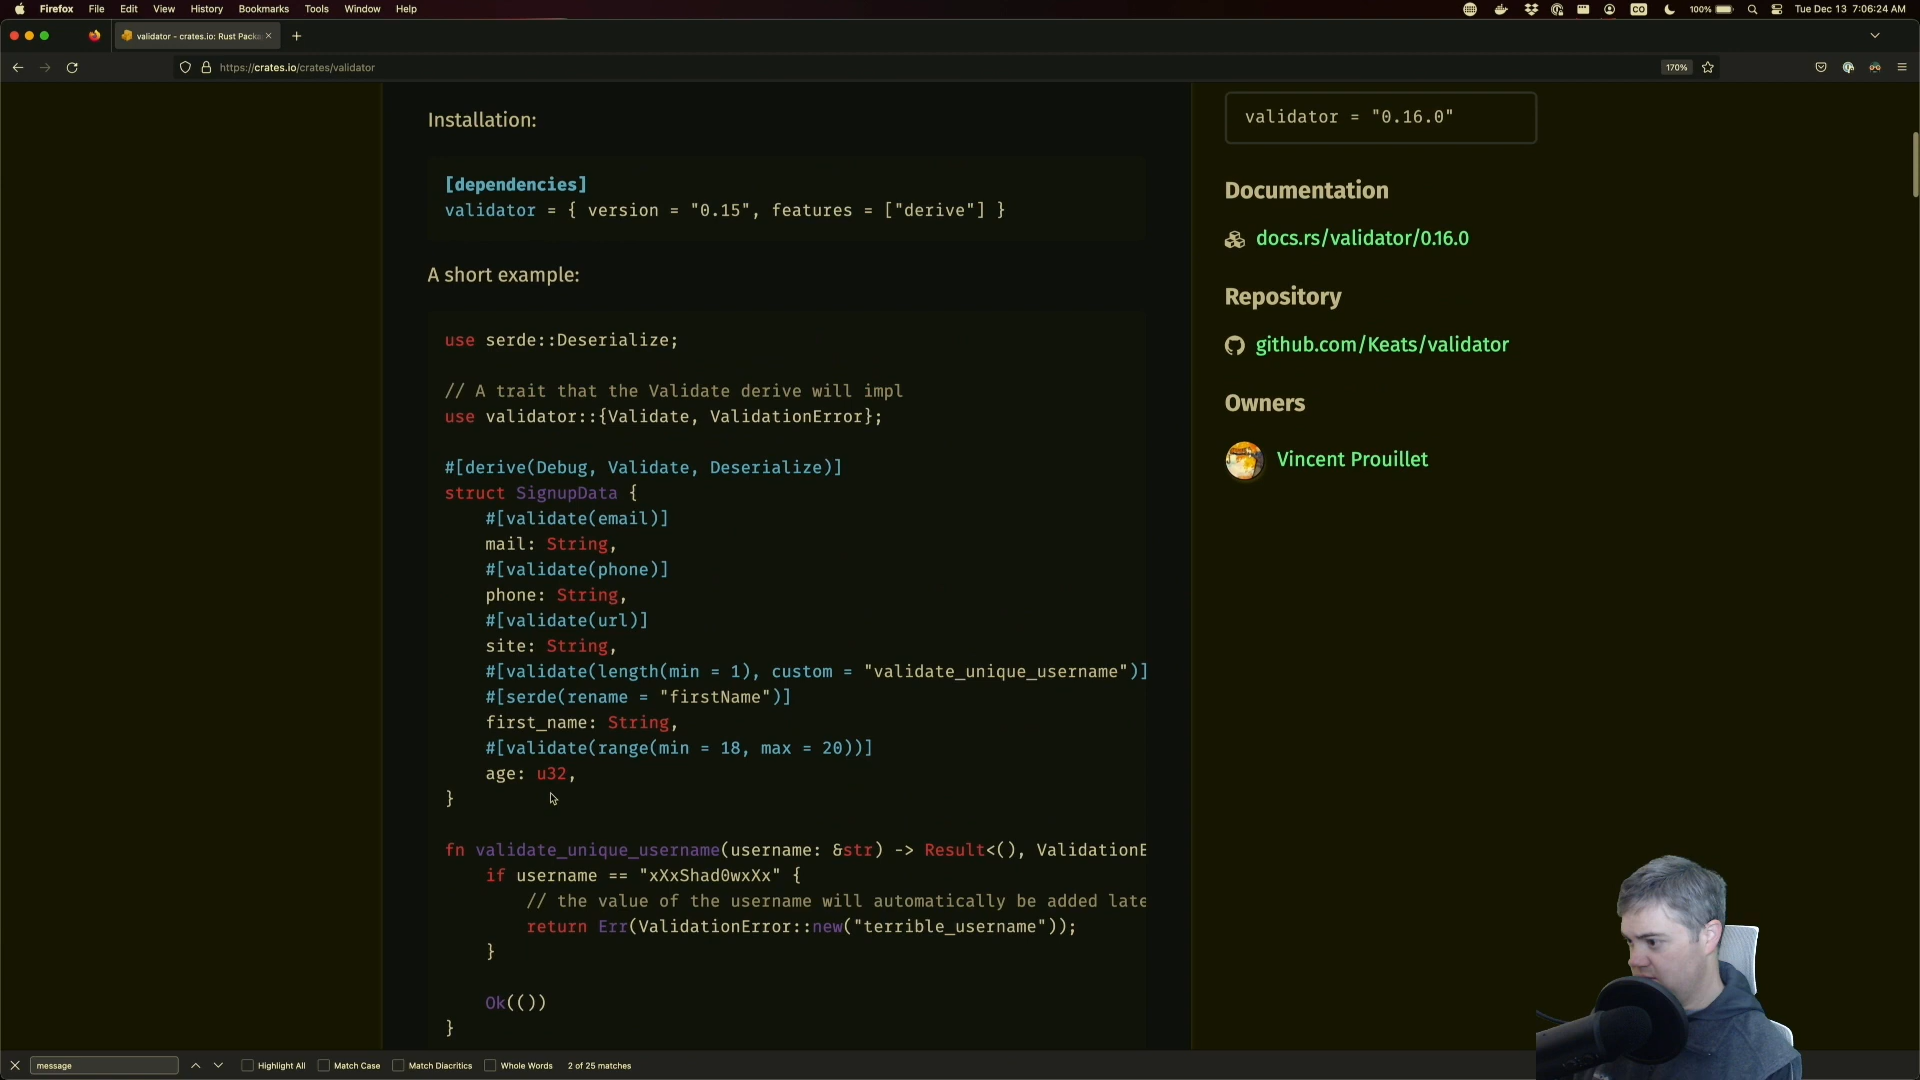 Firefox File Edit View History Bookmarks Tools Window Help 100% Tue Dec 13 7:06:24 AM
validator - crates.io: Rust Packa
https://crates.io/crates/validator 170%
Installation:
[dependencies]
validator = { version = "0.15", features = ["derive"] }
A short example:
use serde::Deserialize;
// A trait that the Validate derive will impl
use validator::{Validate, ValidationError};
#[derive(Debug, Validate, Deserialize)]
struct SignupData {
#[validate(email)]
mail: String,
#[validate(phone)]
phone: String,
#[validate(url)]
site: String,
#[validate(length(min = 1), custom = "validate_unique_username")]
#[serde(rename = "firstName")]
first_name: String,
#[validate(range(min = 18, max = 20))]
age: u32,
}
fn validate_unique_username(username: &str) -> Result<(), ValidationE
if username == "xXxShad0wxXx" {
// the value of the username will automatically be added late
return Err(ValidationError::new("terrible_username"));
}
Ok(())
}
validator = "0.16.0"
Documentation
docs.rs/validator/0.16.0
Repository
github.com/Keats/validator
Owners
Vincent Prouillet
message Highlight All Match Case Match Diacritics Whole Words 2 of 25 matches